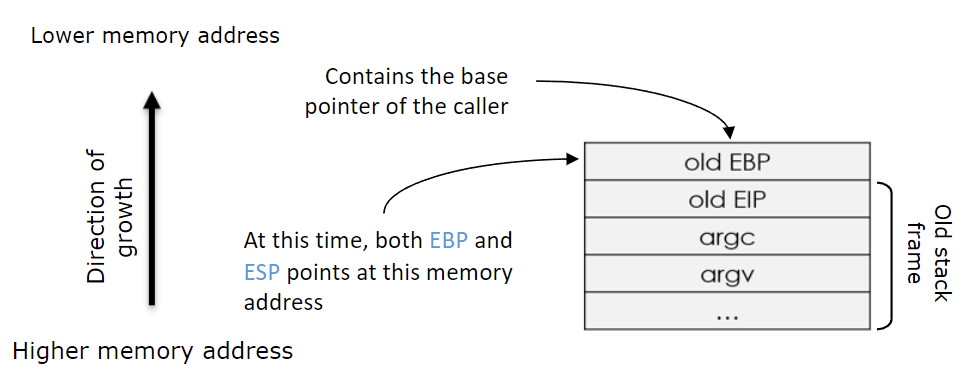 Lower memory address
Contains the base
pointer of the caller
Direction of
growth
old EBP
old EIP
argc
argv
...
Old stack
frame
At this time, both EBP and
ESP points at this memory
address
Higher memory address